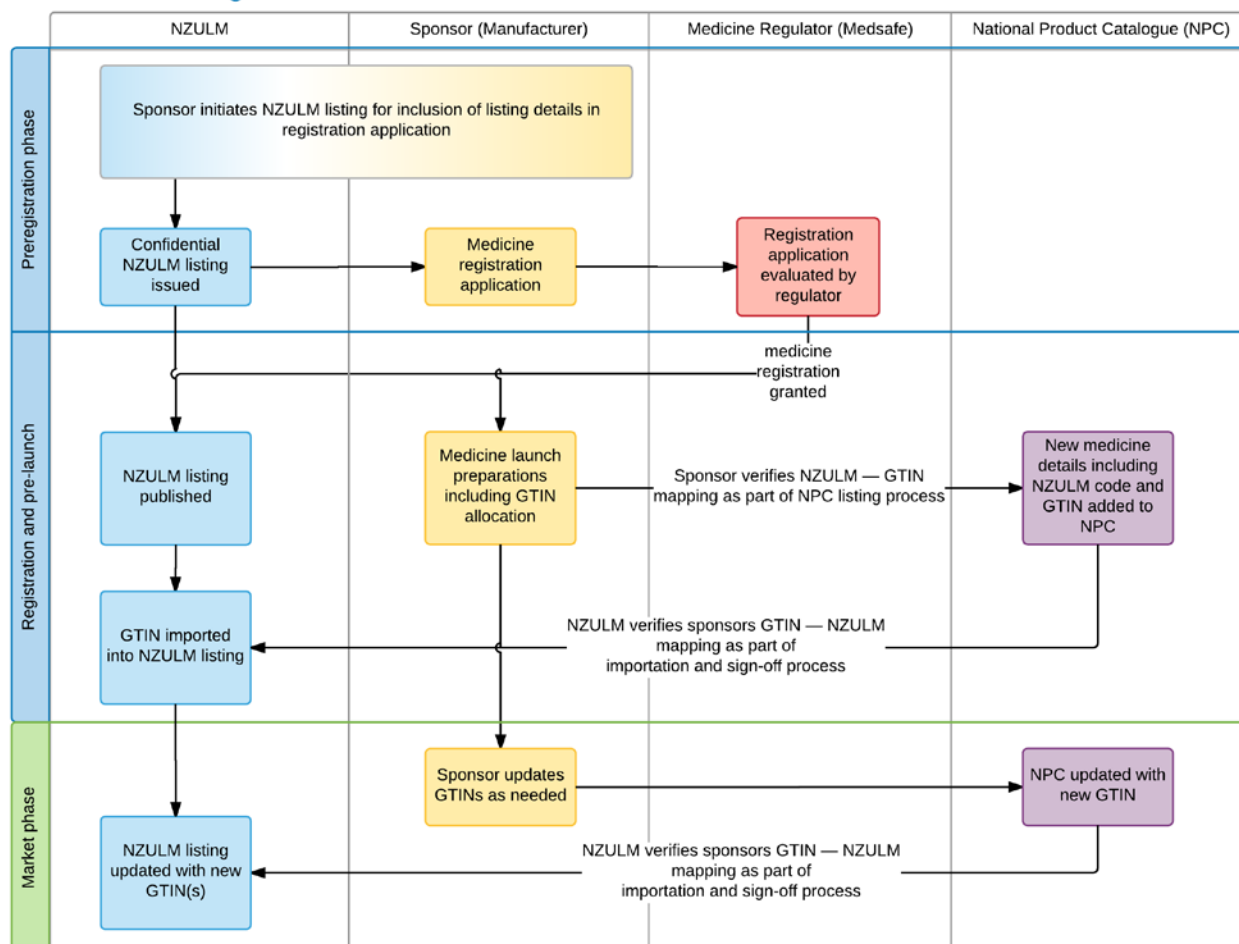 NZULM
Sponsor (Manufacturer)
Medicine Regulator (Medsafe)
National Product Catalogue (NPC)
Preregistration phase
Sponsor initiates NZULM listing for inclusion of listing details in
registration application
Confidential
NZULM listing
issued
Medicine
registration
application
Registration
application
evaluated by
regulator
Registration and pre-launch
medicine
registration
granted
NZULM listing
published
Medicine launch
preparations
including GTIN
allocation
Sponsor verifies NZULM — GTIN
mapping as part of NPC listing process
New medicine
details including
NZULM code and
GTIN added to
NPC
GTIN imported
into NZULM listing
NZULM verifies sponsors GTIN — NZULM
mapping as part of
importation and sign-off process
Market phase
Sponsor updates
GTINs as needed
NPC updated with
new GTIN
NZULM listing
updated with new
GTIN(s)
NZULM verifies sponsors GTIN — NZULM
mapping as part of
importation and sign-off process